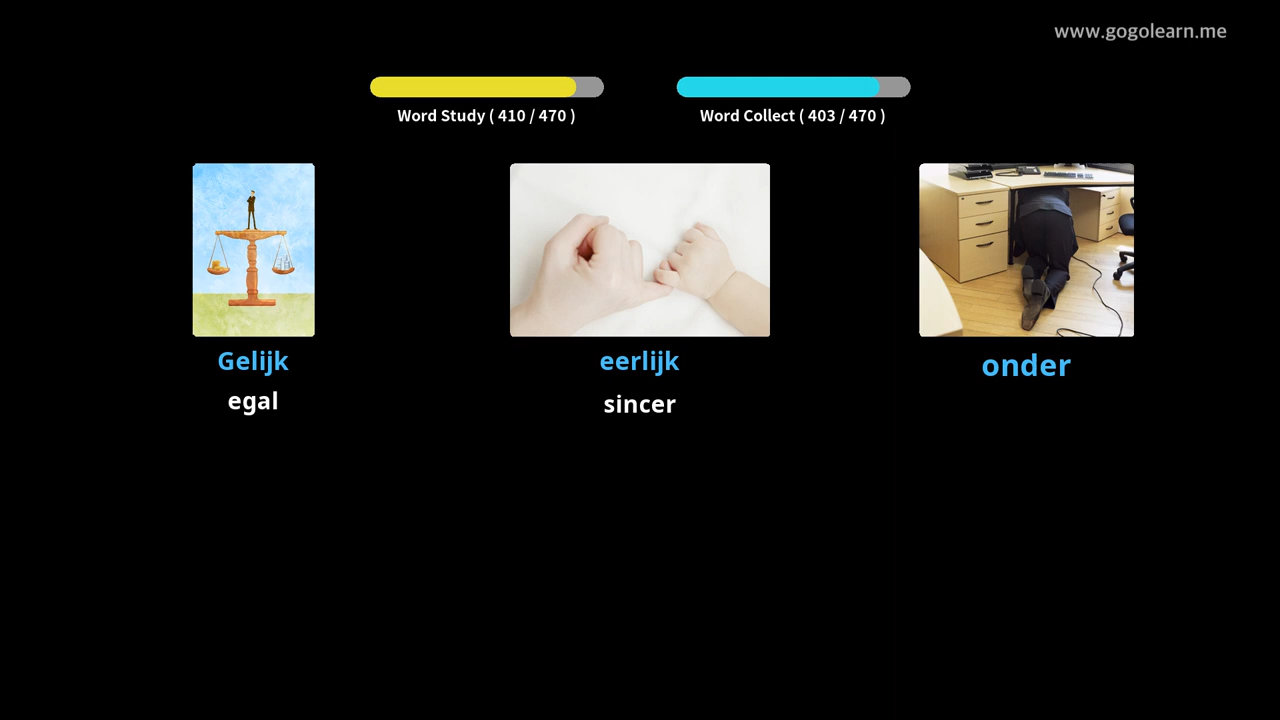 www.gogolearn.me
Word Study ( 410 / 470 )
Word Collect ( 403 / 470 )
Gelijk
egal
eerlijk
sincer
onder